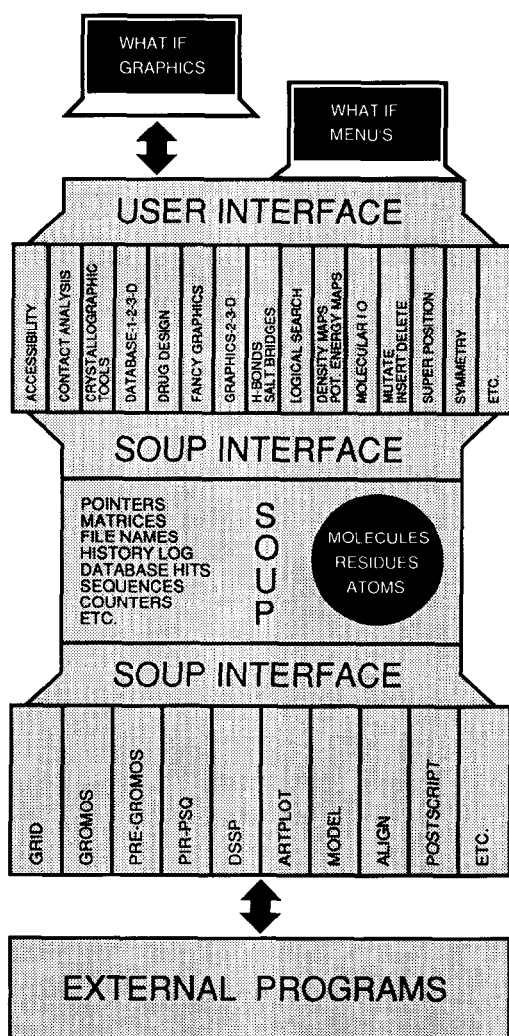 WHAT IF
GRAPHICS
WHAT IF
MENU'S
USER INTERFACE
ACCESSIBILITY
CONTACT ANALYSIS
CRYSTALLOGRAPHIC
TOOLS
DATABASE-1-2-3-D
DRUG DESIGN
FANCY GRAPHICS
GRAPHICS-2-3-D
H-BONDS
SALT BRIDGES
LOGICAL SEARCH
DENSITY MAPS
POT. ENERGY MAPS
MOLECULAR I O
MUTATE
INSERT DELETE
SUPER POSITION
SYMMETRY
ETC.
SOUP INTERFACE
POINTERS
MATRICES
FILE NAMES
HISTORY LOG
DATABASE HITS
SEQUENCES
COUNTERS
ETC.
SOUP
MOLECULES
RESIDUES
ATOMS
SOUP INTERFACE
GRID
GROMOS
PRE-GROMOS
PIR-PSQ
DSSP
ARTPLOT
MODEL
ALIGN
POSTSCRIPT
ETC.
EXTERNAL PROGRAMS